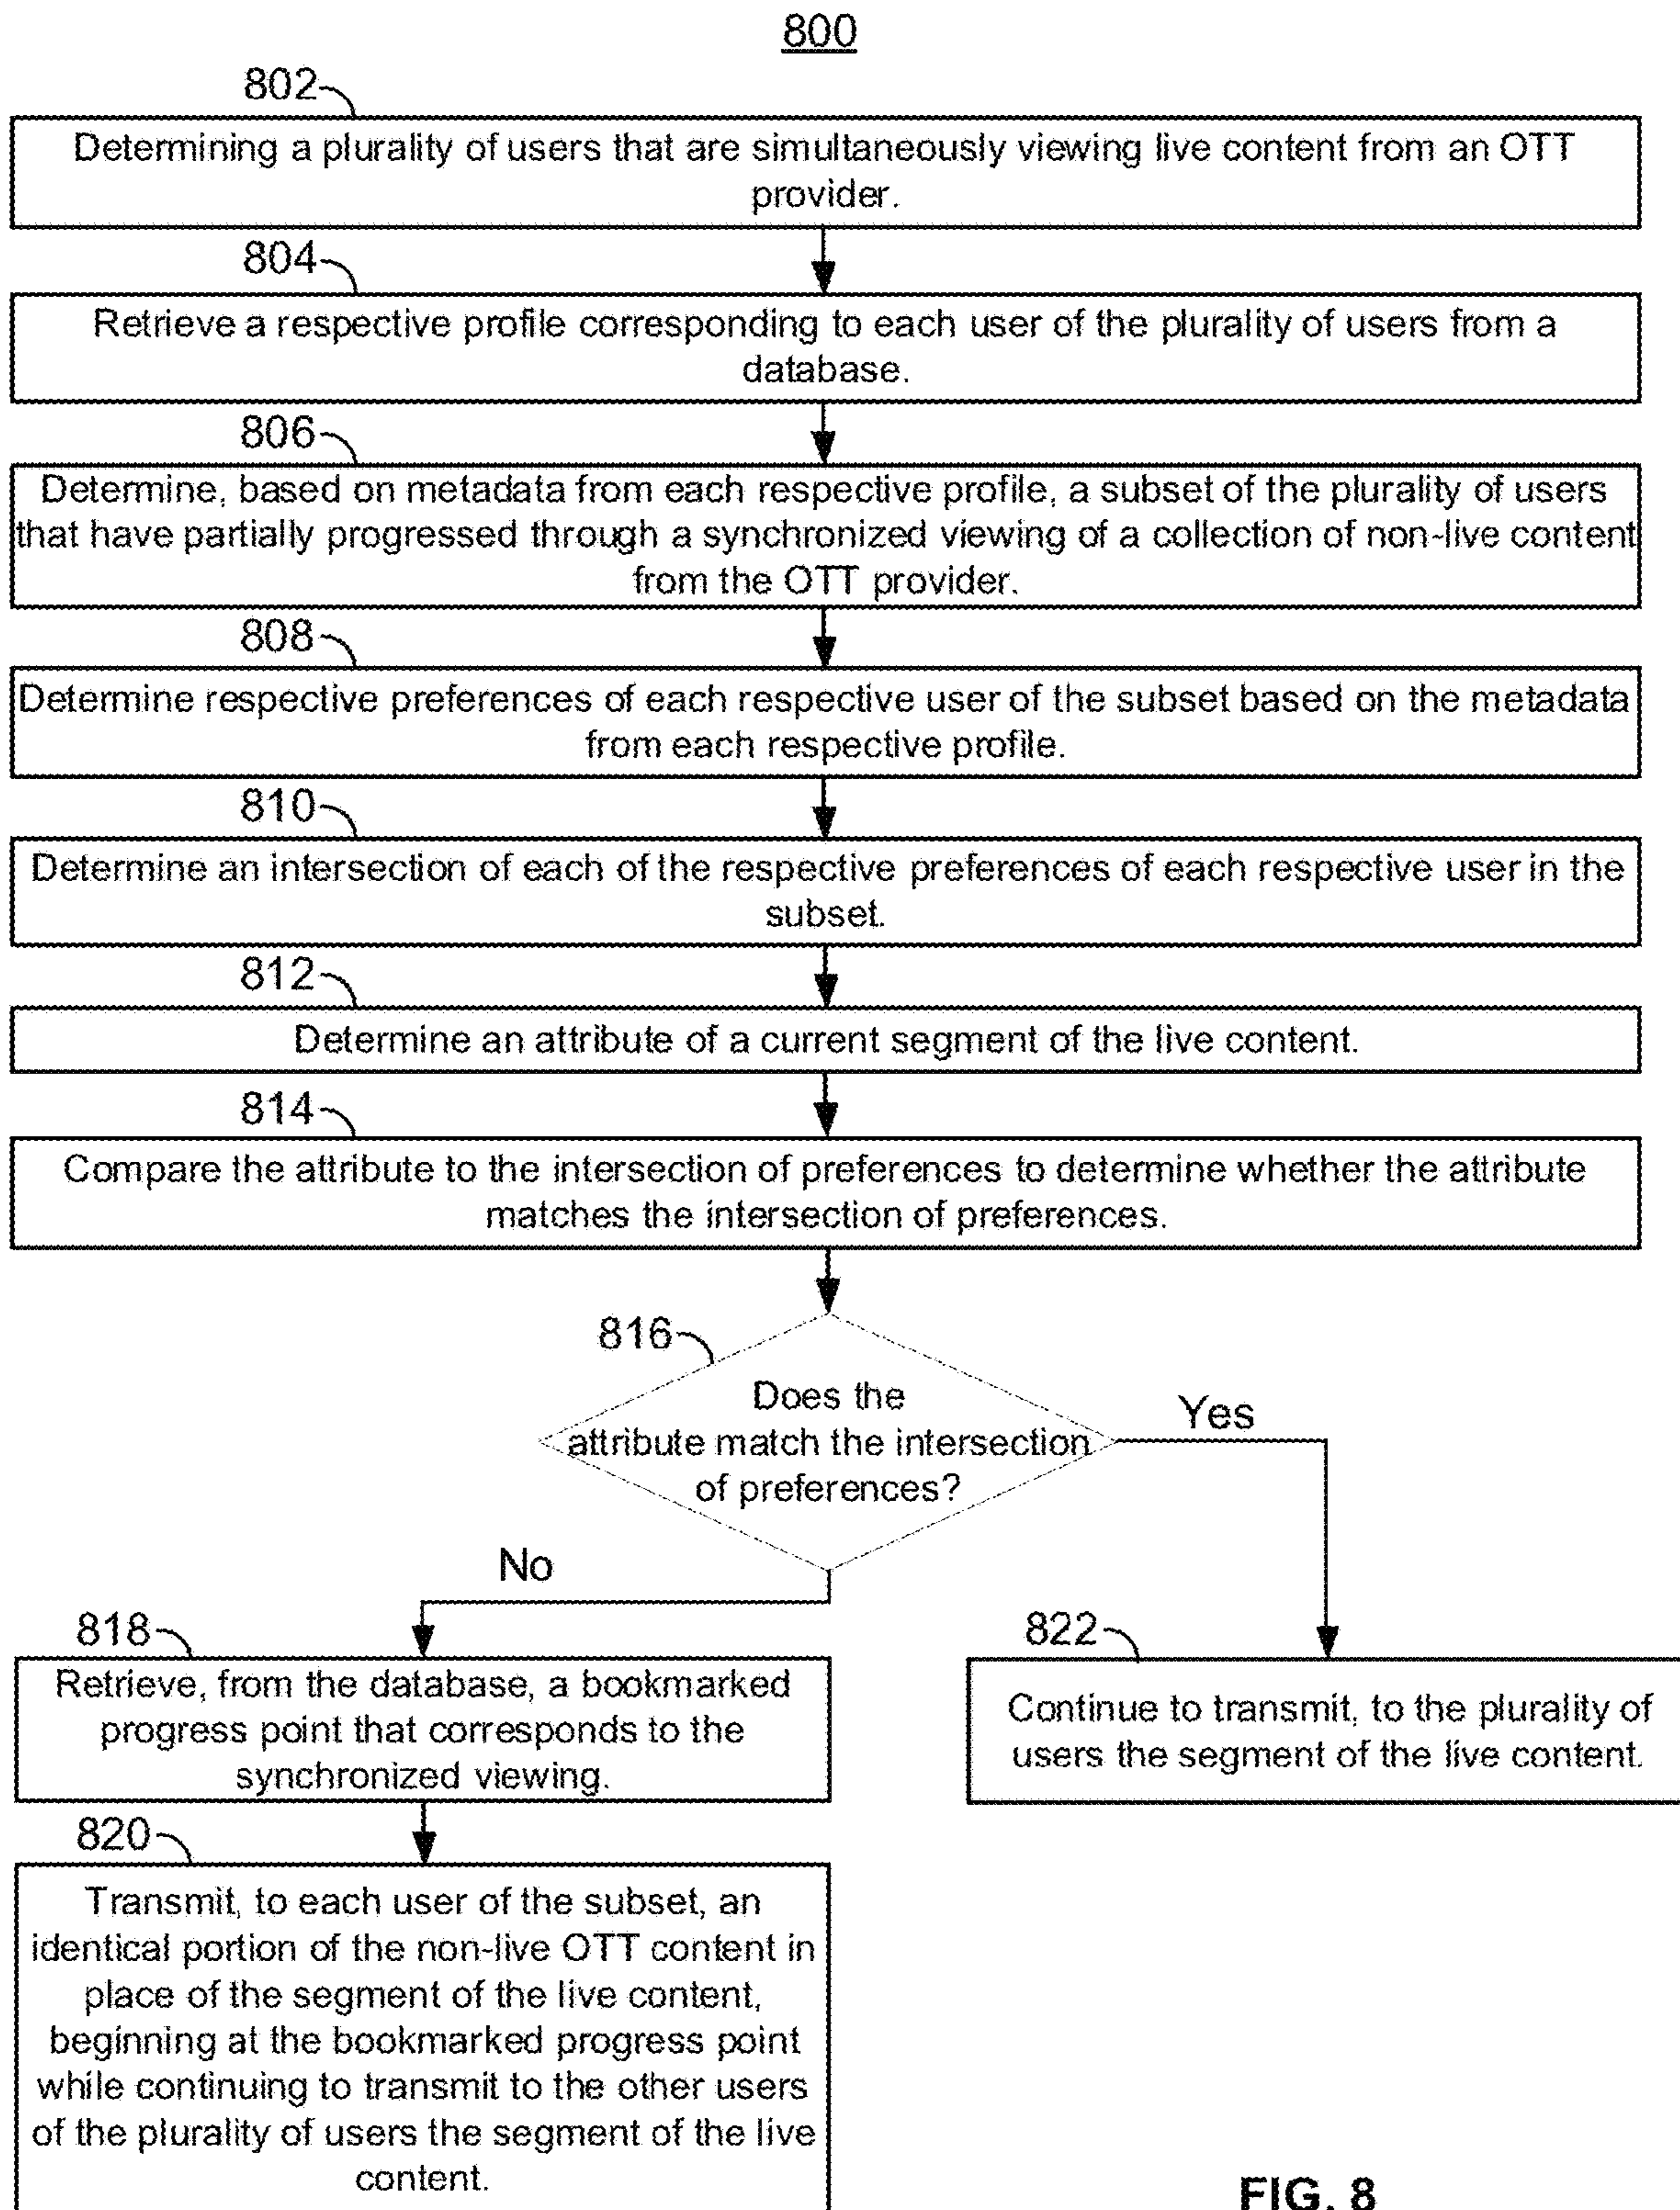 800
802
Determining a plurality of users that are simultaneously viewing live content from an OTT
provider.
804
Retrieve a respective profile corresponding to each user of the plurality of users from a
database.
806
Determine, based on metadata from each respective profile, a subset of the plurality of users
that have partially progressed through a synchronized viewing of a collection of non-live content
from the OTT provider.
808
Determine respective preferences of each respective user of the subset based on the metadata
from each respective profile.
810
Determine an intersection of each of the respective preferences of each respective user in the
subset.
812
Determine an attribute of a current segment of the live content.
814
Compare the attribute to the intersection of preferences to determine whether the attribute
matches the intersection of preferences.
816
Does the
attribute match the intersection
of preferences?
Yes
No
818
Retrieve, from the database, a bookmarked
progress point that corresponds to the
synchronized viewing.
822
Continue to transmit, to the plurality of
users the segment of the live content.
820
Transmit, to each user of the subset, an
identical portion of the non-live OTT content in
place of the segment of the live content,
beginning at the bookmarked progress point
while continuing to transmit to the other users
of the plurality of users the segment of the live
content.
FIG. 8